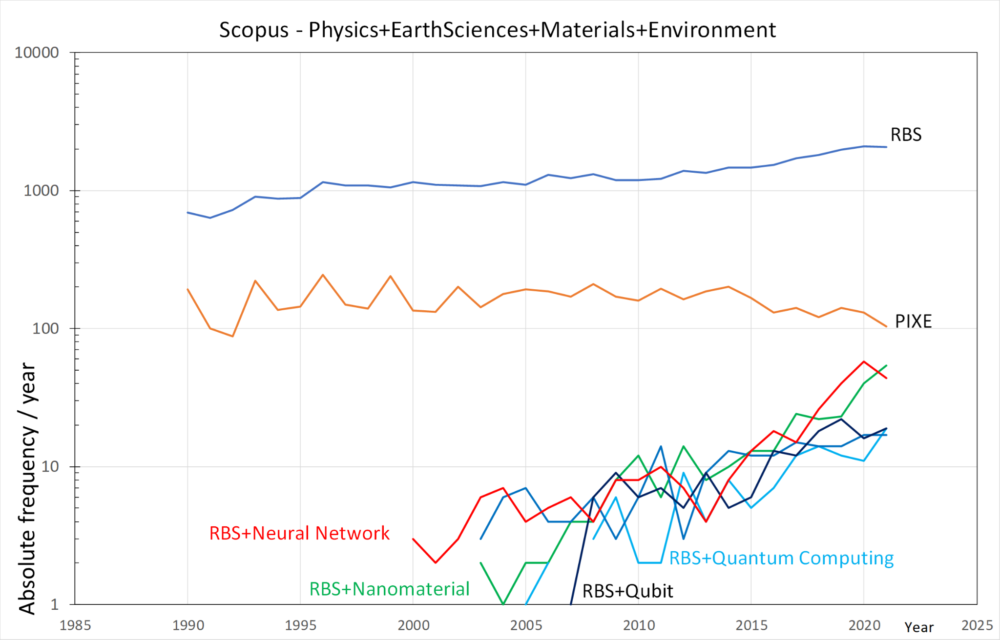 Scopus - Physics+EarthSciences+Materials+Environment
10000
1000
100
10
1
Absolute frequency / year
RBS
PIXE
RBS+Neural Network
RBS+Quantum Computing
RBS+Nanomaterial
RBS+Qubit
1985 1990 1995 2000 2005 2010 2015 2020 Year 2025